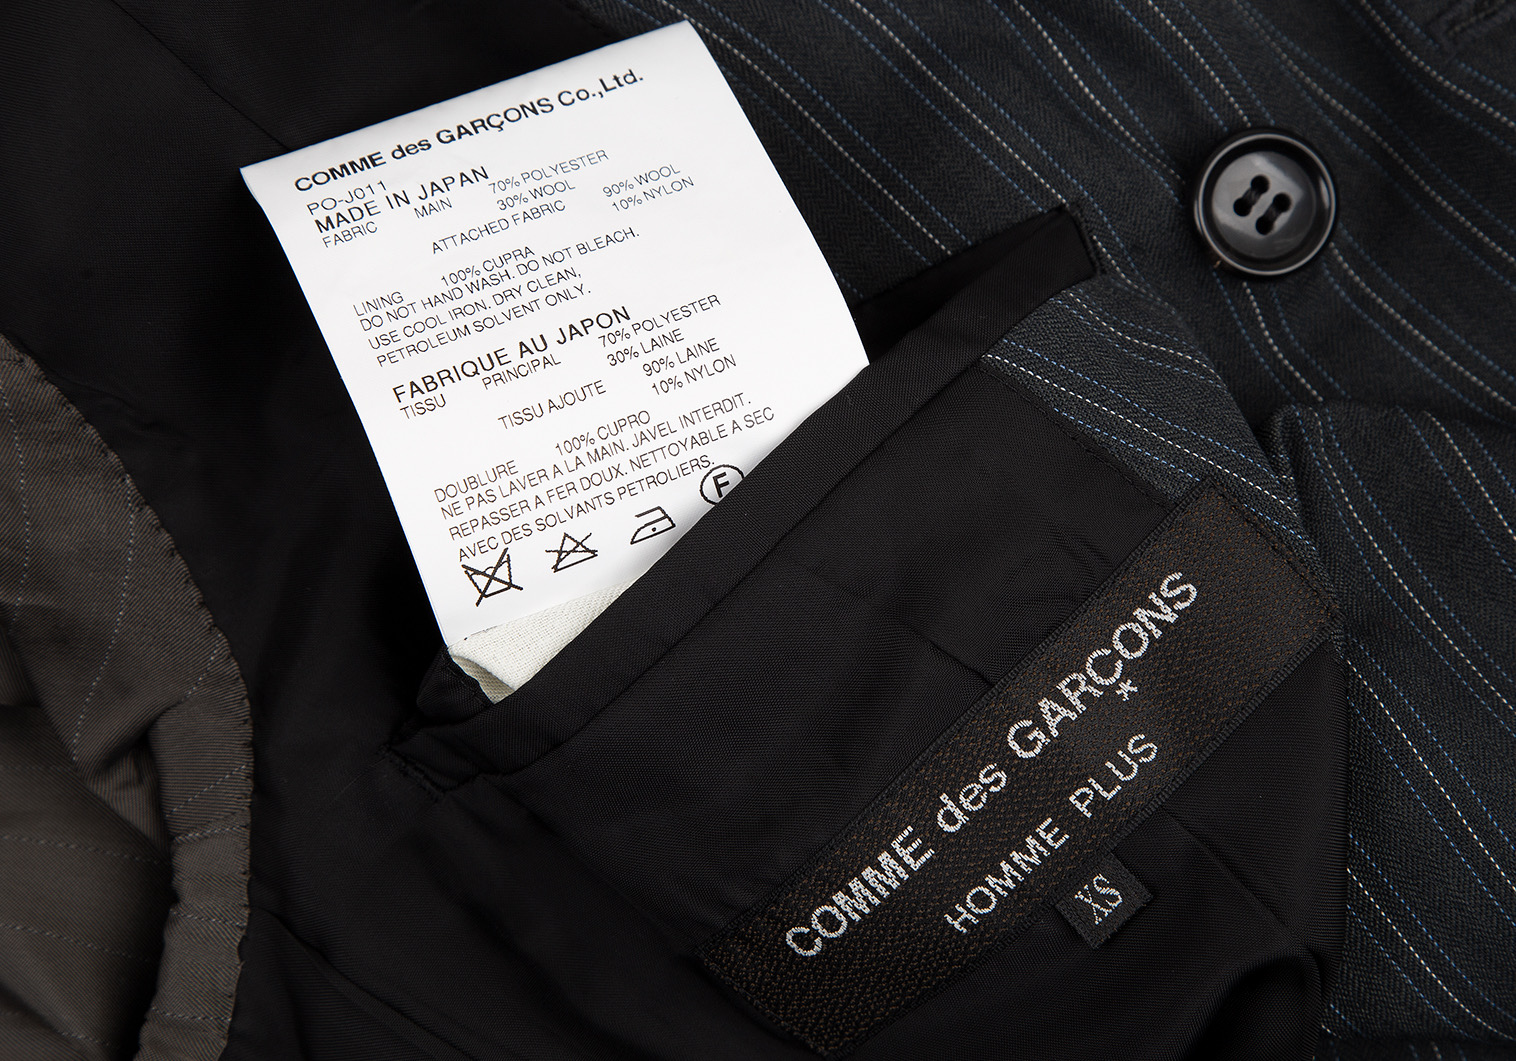 COMME des GARÇONS Co.,Ltd.
PO-J011
MADE IN JAPAN
FABRIC MAIN 70% POLYESTER
30% WOOL
ATTACHED FABRIC 90% WOOL
10% NYLON
LINING 100% CUPRA
DO NOT HAND WASH. DO NOT BLEACH.
USE COOL IRON. DRY CLEAN,
PETROLEUM SOLVENT ONLY.
FABRIQUE AU JAPON
TISSU PRINCIPAL 70% POLYESTER
30% LAINE
TISSU AJOUTE 90% LAINE
10% NYLON
DOUBLURE 100% CUPRO
NE PAS LAVER A LA MAIN. JAVEL INTERDIT.
REPASSER A FER DOUX. NETTOYABLE A SEC
AVEC DES SOLVANTS PETROLIERS.
F
COMME des GARÇONS
HOMME PLUS
XS